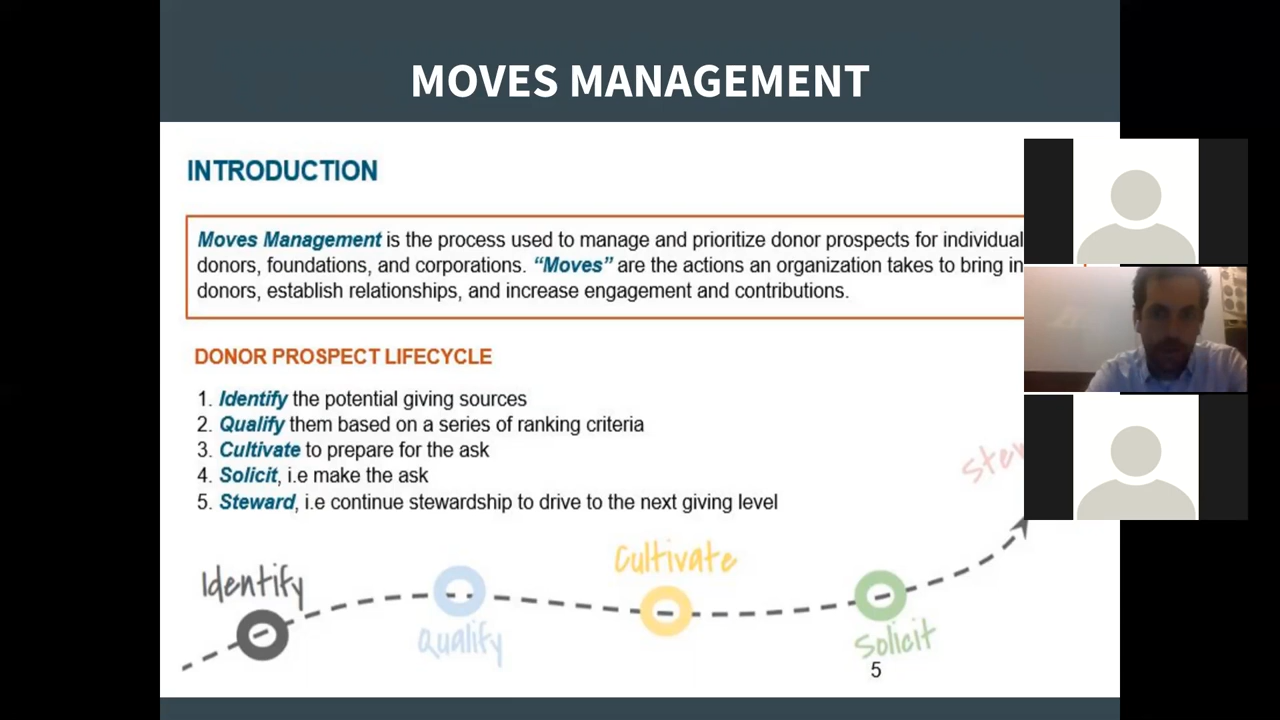 MOVES MANAGEMENT
INTRODUCTION
Moves Management is the process used to manage and prioritize donor prospects for individual
donors, foundations, and corporations. “Moves” are the actions an organization takes to bring in
donors, establish relationships, and increase engagement and contributions.
DONOR PROSPECT LIFECYCLE
1. Identify the potential giving sources
2. Qualify them based on a series of ranking criteria
3. Cultivate to prepare for the ask
4. Solicit, i.e make the ask
5. Steward, i.e continue stewardship to drive to the next giving level
Identify
Qualify
Cultivate
Solicit
5